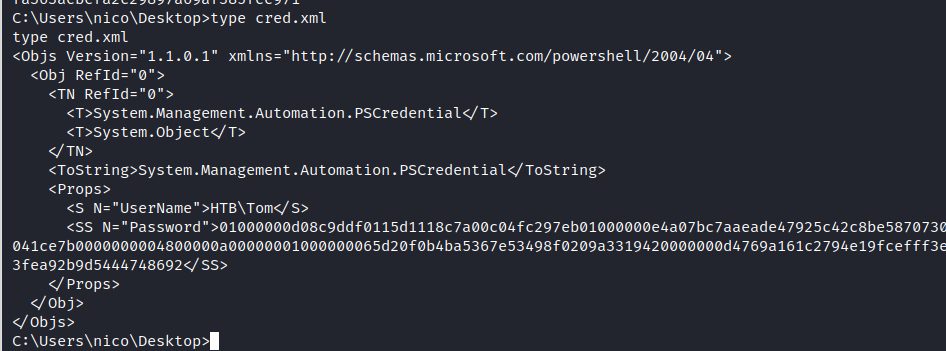 C:\Users\nico\Desktop>type cred.xml
type cred.xml
<Objs Version="1.1.0.1" xmlns="http://schemas.microsoft.com/powershell/2004/04">
  <Obj RefId="0">
    <TN RefId="0">
      <T>System.Management.Automation.PSCredential</T>
      <T>System.Object</T>
    </TN>
    <ToString>System.Management.Automation.PSCredential</ToString>
    <Props>
      <S N="UserName">HTB\Tom</S>
      <SS N="Password">01000000d08c9ddf0115d1118c7a00c04fc297eb01000000e4a07bc7aaeade47925c42c8be5870730
041ce7b0000000004800000a00000001000000065d20f0b4ba5367e53498f0209a3319420000000d4769a161c2794e19fcefff3e
3fea92b9d5444748692</SS>
    </Props>
  </Obj>
</Objs>
C:\Users\nico\Desktop>